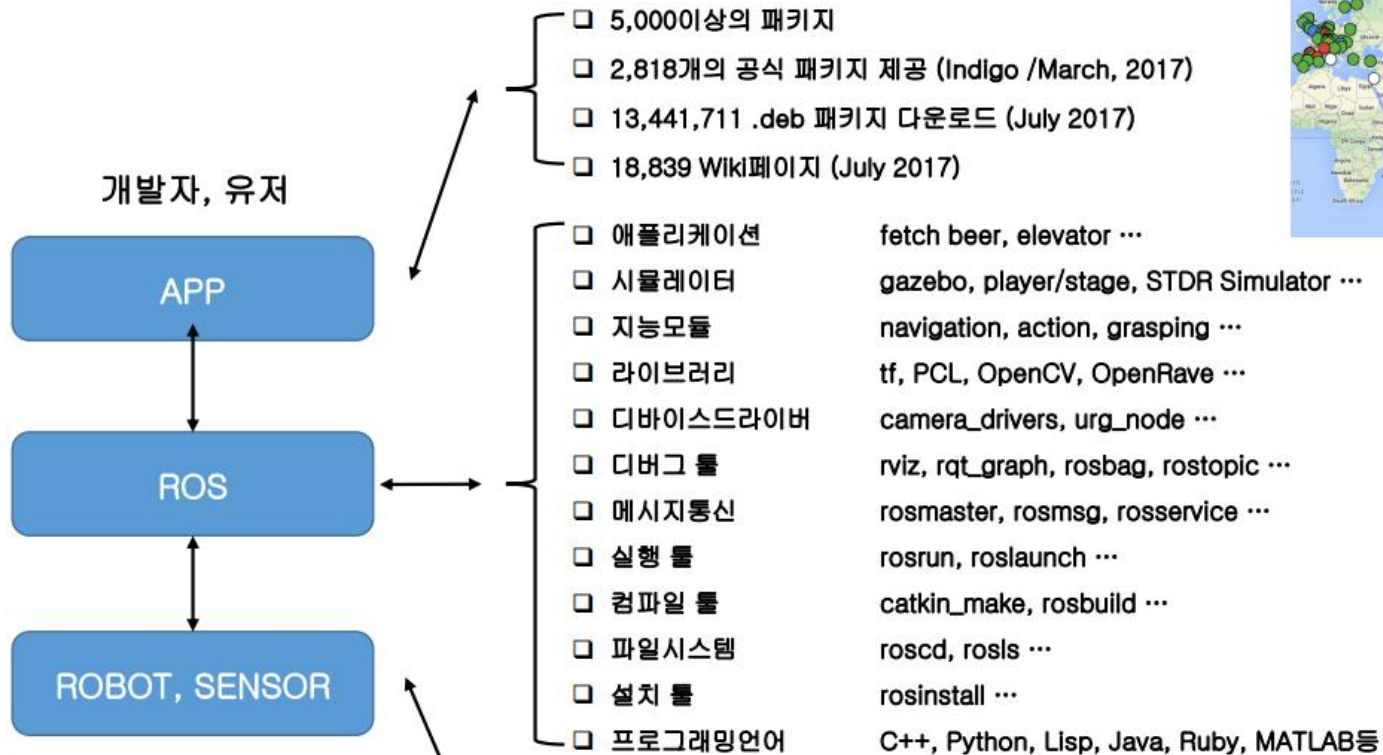 5,000이상의 패키지
2,818개의 공식 패키지 제공 (Indigo /March, 2017)
13,441,711 .deb 패키지 다운로드 (July 2017)
18,839 Wiki페이지 (July 2017)
개발자, 유저
APP
ROS
ROBOT, SENSOR
애플리케이션 fetch beer, elevator ···
시뮬레이터 gazebo, player/stage, STDR Simulator ···
지능모듈 navigation, action, grasping ···
라이브러리 tf, PCL, OpenCV, OpenRave ···
디바이스드라이버 camera_drivers, urg_node ···
디버그 툴 rviz, rqt_graph, rosbag, rostopic ···
메시지통신 rosmaster, rosmsg, rosservice ···
실행 툴 rosrun, roslaunch ···
컴파일 툴 catkin_make, rosbuild ···
파일시스템 roscd, rosls ···
설치 툴 rosinstall ···
프로그래밍언어 C++, Python, Lisp, Java, Ruby, MATLAB등